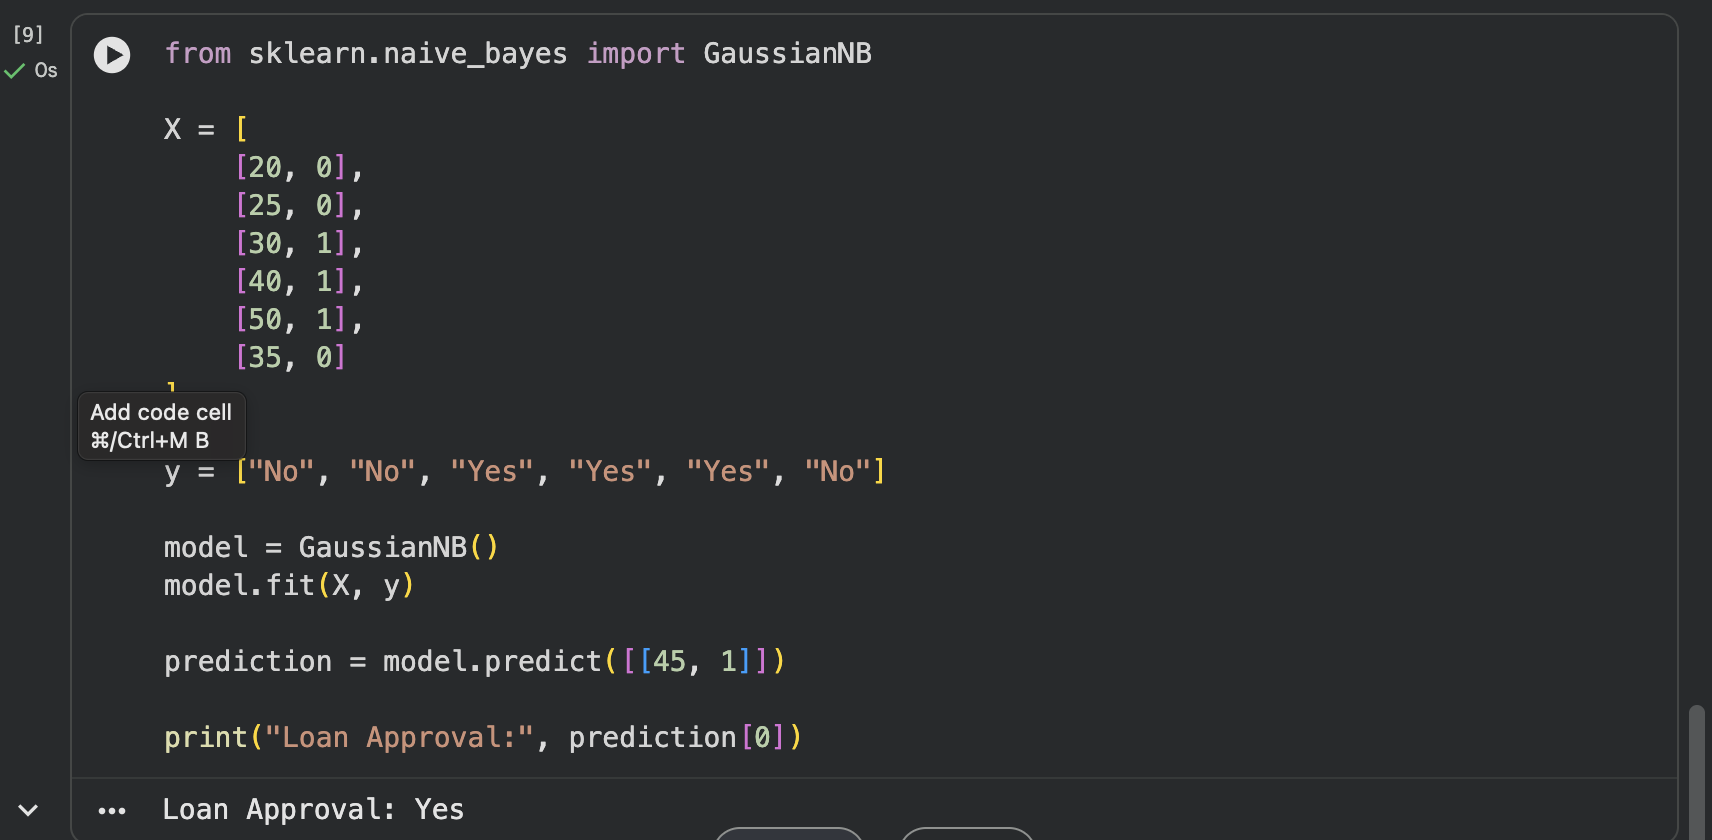 [9]
0s
from sklearn.naive_bayes import GaussianNB
X = [
    [20, 0],
    [25, 0],
    [30, 1],
    [40, 1],
    [50, 1],
    [35, 0]
]
Add code cell
⌘/Ctrl+M B
y = ["No", "No", "Yes", "Yes", "Yes", "No"]
model = GaussianNB()
model.fit(X, y)
prediction = model.predict([[45, 1]])
print("Loan Approval:", prediction[0])
Loan Approval: Yes